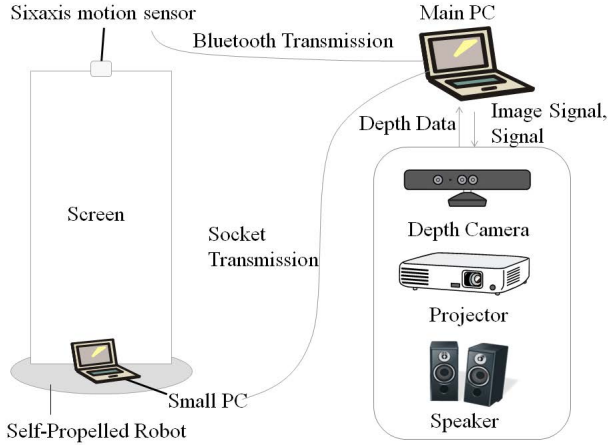 Sixaxis motion sensor
Main PC
Bluetooth Transmission
Depth Data
Image Signal,
Signal
Screen
Socket
Transmission
Depth Camera
Projector
Small PC
Speaker
Self-Propelled Robot